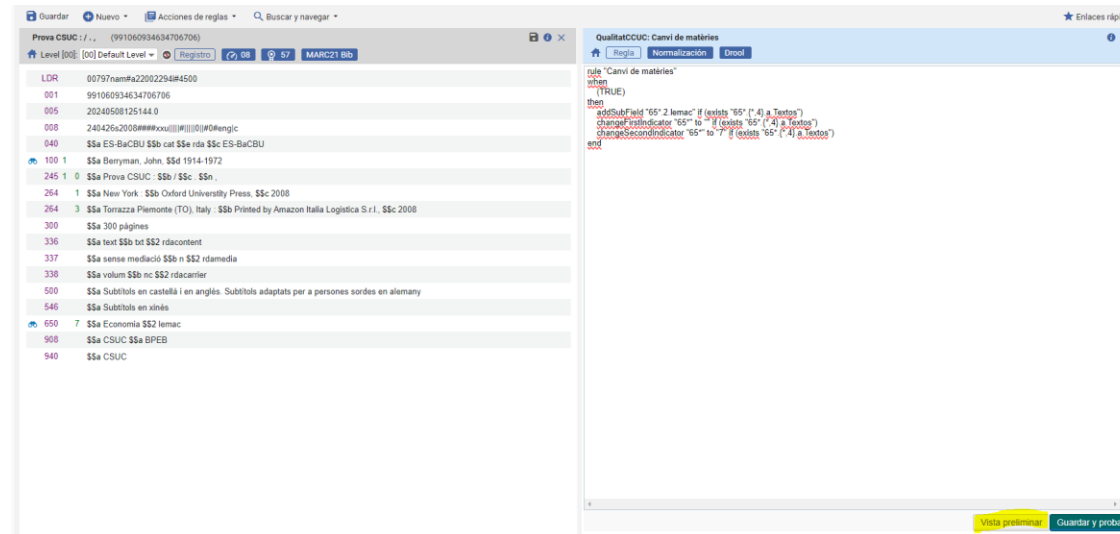 Guardar Nuevo Acciones de reglas Buscar y navegar Enlaces rápi
Prova CSUC : / . , (991060934634706706)
Level [00]: [00] Default Level Registro 08 57 MARC21 Bib
LDR 00797nam#a22002294i#4500
001 991060934634706706
005 20240508125144.0
008 240426s2008####xxu|||||#|||||0||#0#eng|c
040 $$a ES-BaCBU $$b cat $$e rda $$c ES-BaCBU
100 1 $$a Berryman, John, $$d 1914-1972
245 1 0 $$a Prova CSUC : $$b / $$c . $$n ,
264 1 $$a New York : $$b Oxford Universtity Press, $$c 2008
264 3 $$a Torrazza Piemonte (TO), Italy : $$b Printed by Amazon Italia Logistica S.r.l., $$c 2008
300 $$a 300 pàgines
336 $$a text $$b txt $$2 rdacontent
337 $$a sense mediació $$b n $$2 rdamedia
338 $$a volum $$b nc $$2 rdacarrier
500 $$a Subtítols en castellà i en anglès. Subtítols adaptats per a persones sordes en alemany
546 $$a Subtítols en xinès
650 7 $$a Economia $$2 lemac
908 $$a CSUC $$a BPEB
940 $$a CSUC
QualitatCCUC: Canvi de matèries
Regla Normalización Drool
rule "Canvi de matèries"
when
(TRUE)
then
addSubField "65*.2.lemac" if (exists "65*.{*,4}.a.Textos")
changeFirstIndicator "65*" to "" if (exists "65*.{*,4}.a.Textos")
changeSecondIndicator "65*" to "7" if (exists "65*.{*,4}.a.Textos")
end
Vista preliminar Guardar y proba